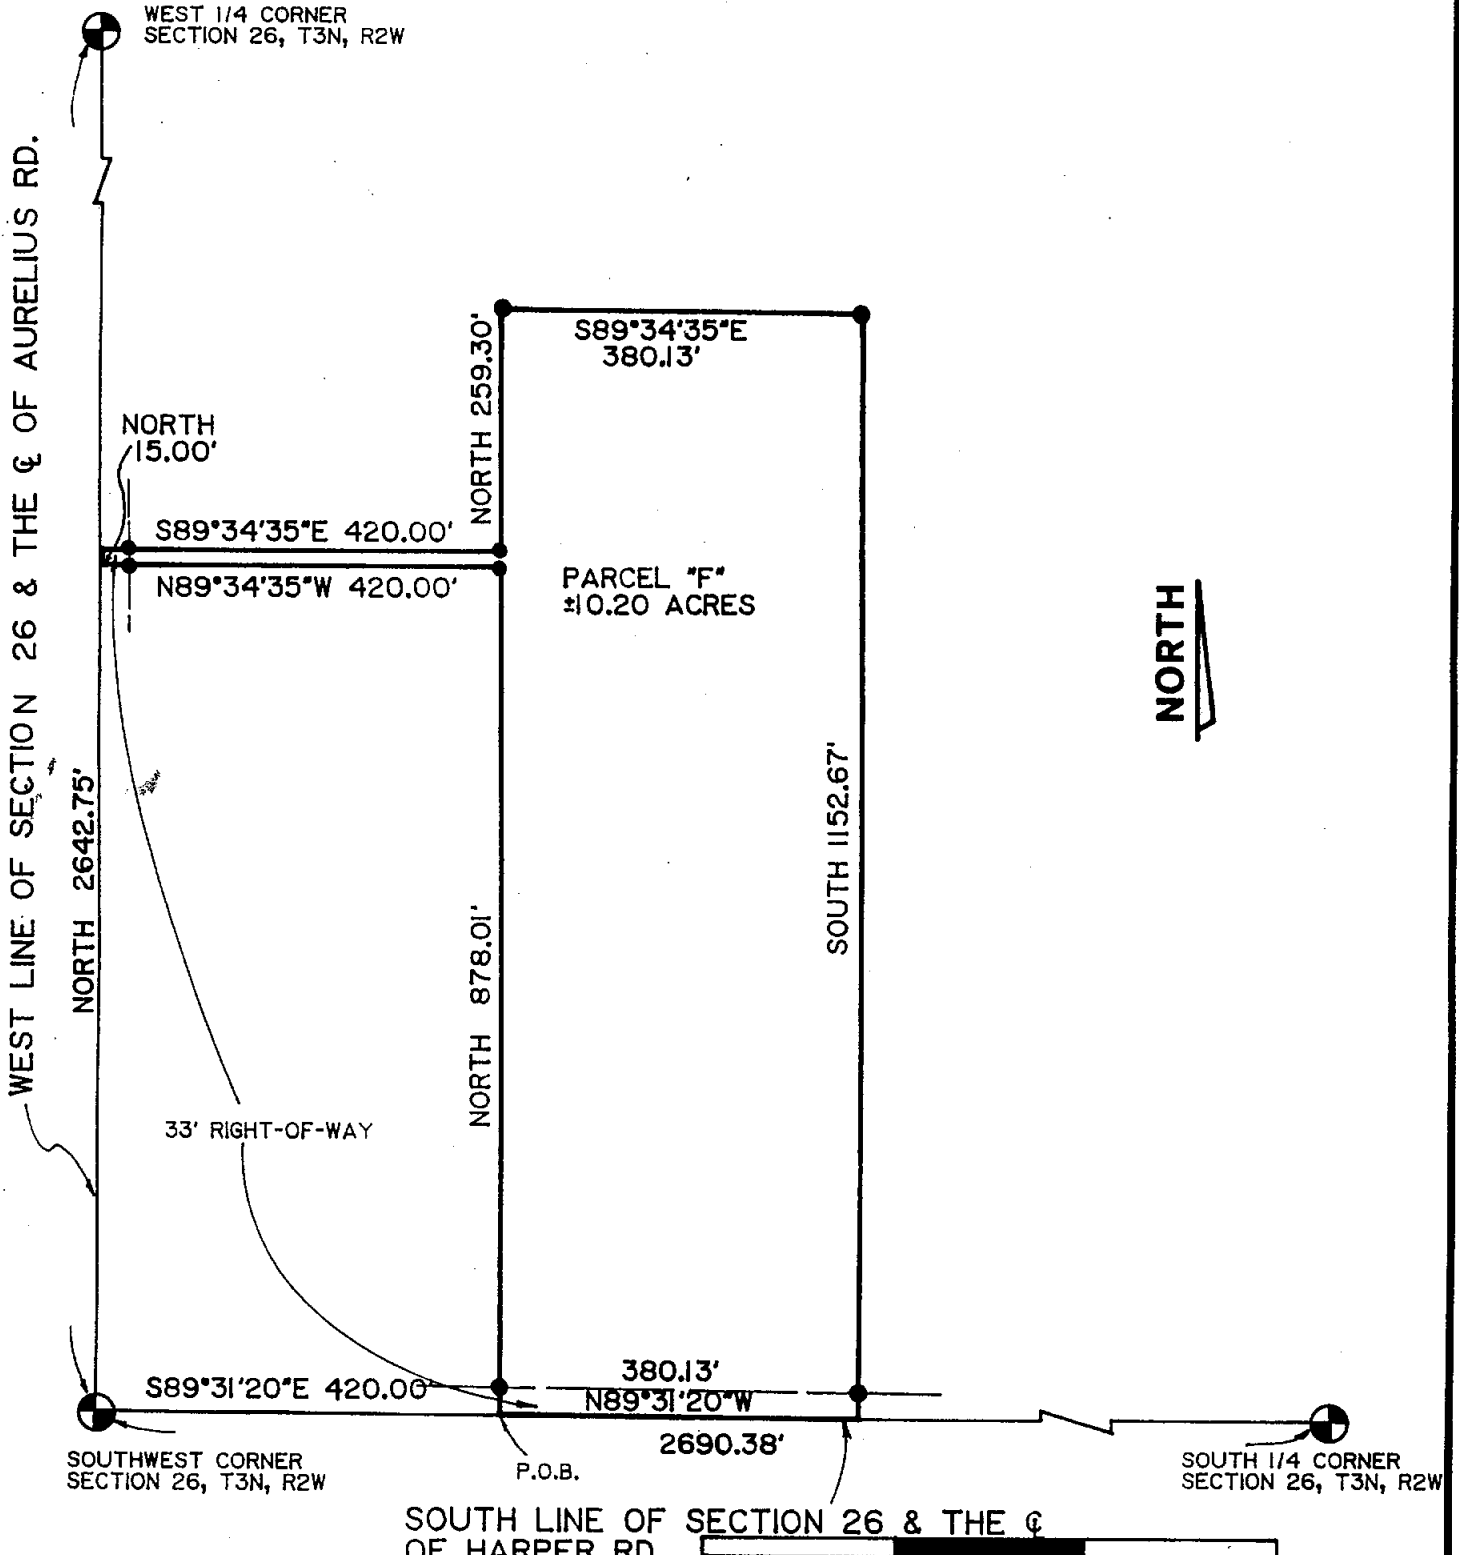 WEST 1/4 CORNER
SECTION 26, T3N, R2W
WEST LINE OF SECTION 26 & THE ℄ OF AURELIUS RD.
S89°34'35"E
380.13'
NORTH 259.30'
NORTH
15.00'
S89°34'35"E 420.00'
N89°34'35"W 420.00'
PARCEL "F"
±10.20 ACRES
NORTH
NORTH 2642.75'
SOUTH 1152.67'
NORTH 878.01'
33' RIGHT-OF-WAY
380.13'
S89°31'20"E 420.00'
N89°31'20"W
2690.38'
SOUTHWEST CORNER
SECTION 26, T3N, R2W
P.O.B.
SOUTH 1/4 CORNER
SECTION 26, T3N, R2W
SOUTH LINE OF SECTION 26 & THE ℄
OF HARPER RD